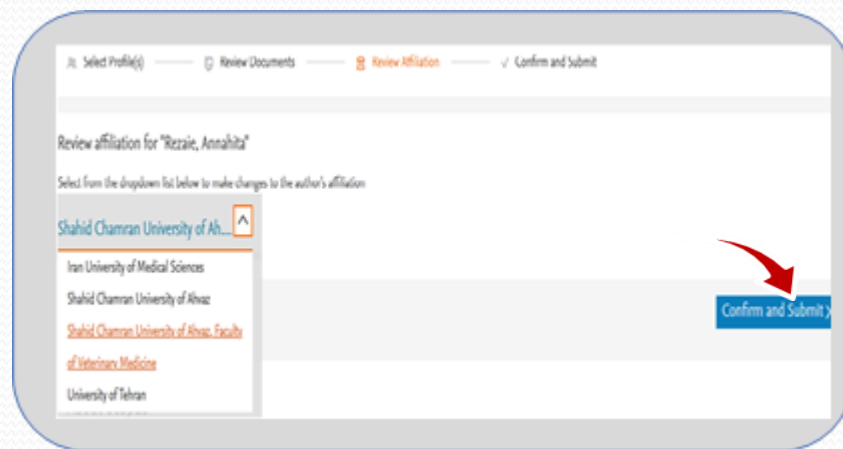 Select Profile(s) Review Documents Review Affiliation Confirm and Submit
Review affiliation for "Rezaie, Annahita"
Select from the dropdown list below to make changes to the author's affiliation
Shahid Chamran University of Ah...
Iran University of Medical Sciences
Shahid Chamran University of Ahvaz
Shahid Chamran University of Ahvaz, Faculty
of Veterinary Medicine
University of Tehran
Confirm and Submit